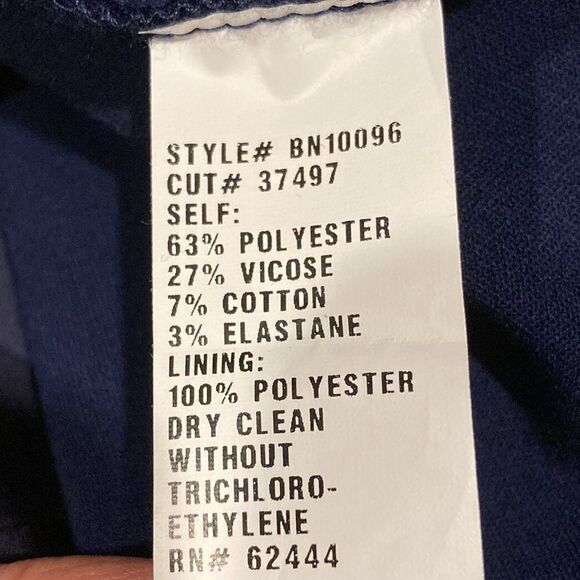 STYLE# BN10096
CUT# 37497
SELF:
63% POLYESTER
27% VICOSE
7% COTTON
3% ELASTANE
LINING:
100% POLYESTER
DRY CLEAN
WITHOUT
TRICHLORO-
ETHYLENE
RN# 62444